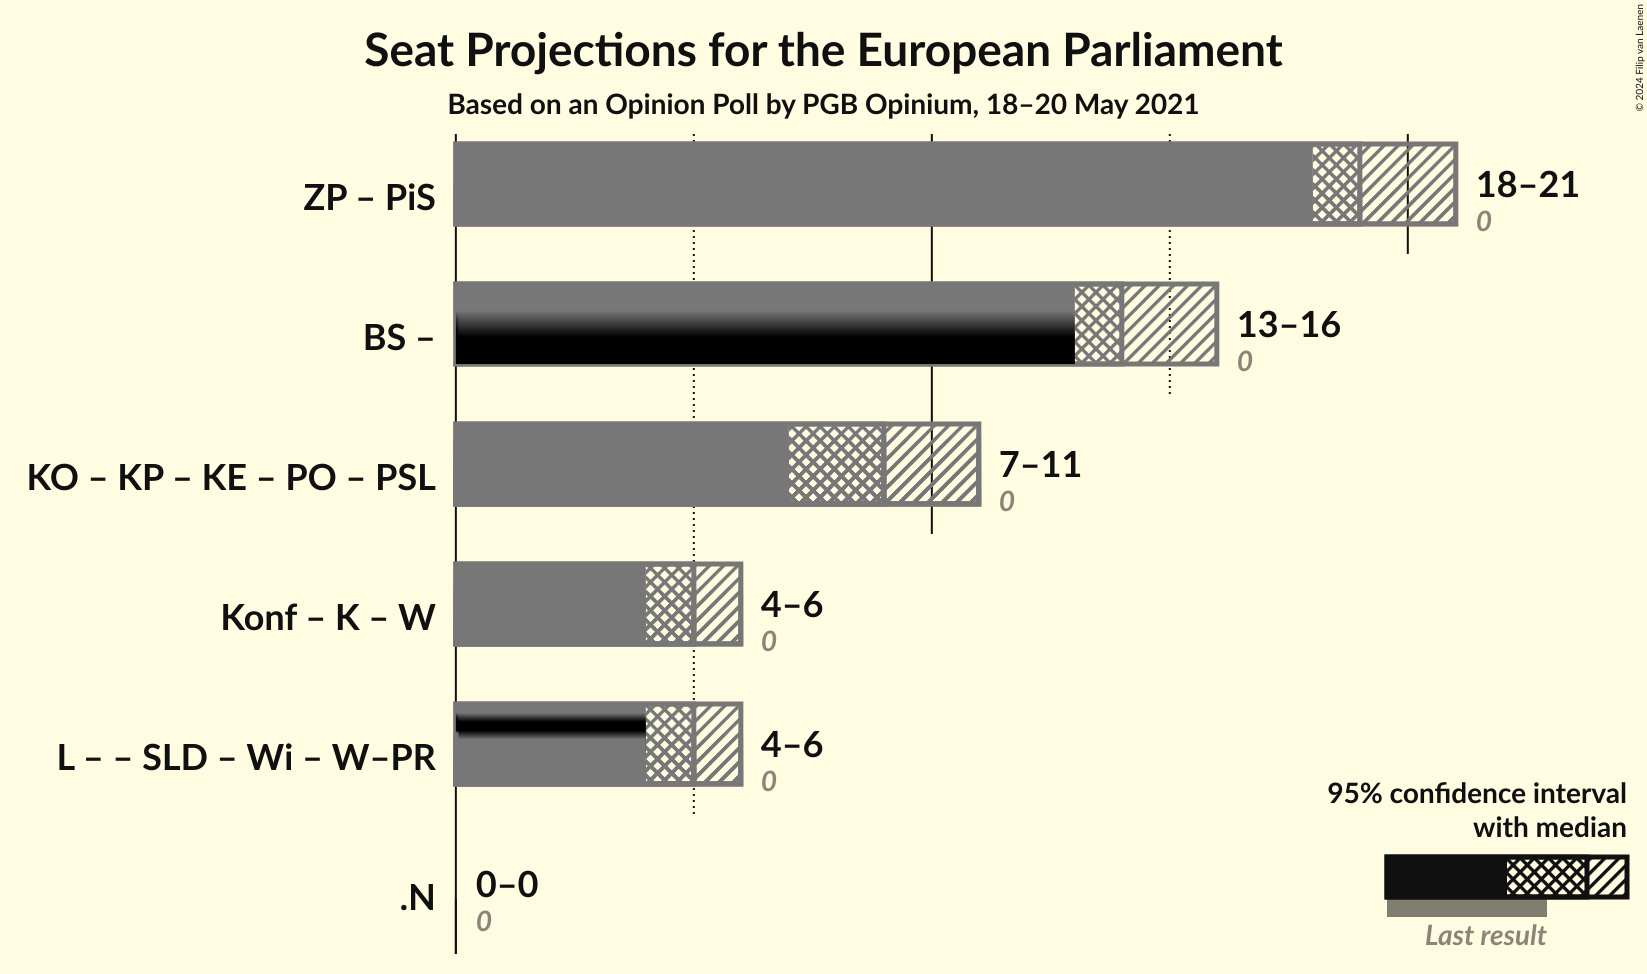 Seat Projections for the European Parliament
Based on an Opinion Poll by PGB Opinium, 18–20 May 2021
© 2024 Filip van Laenen
ZP – PiS
18–21
0
BS –
13–16
0
KO – KP – KE – PO – PSL
7–11
0
Konf – K – W
4–6
0
L – – SLD – Wi – W–PR
4–6
0
.N
0–0
0
95% confidence interval
with median
Last result